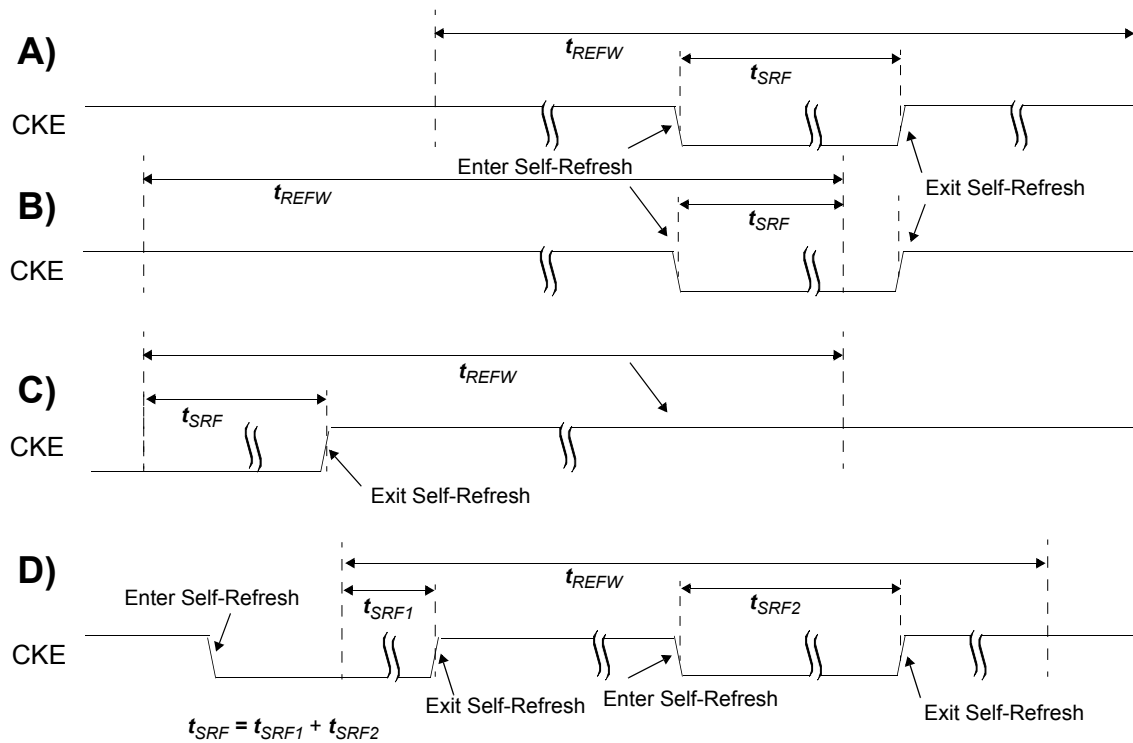 A)
tREFW
tSRF
CKE
Enter Self-Refresh
Exit Self-Refresh
B)
tREFW
tSRF
CKE
C)
tREFW
tSRF
CKE
Exit Self-Refresh
D)
tREFW
Enter Self-Refresh
tSRF1
tSRF2
CKE
Exit Self-Refresh
Enter Self-Refresh
Exit Self-Refresh
tSRF = tSRF1 + tSRF2